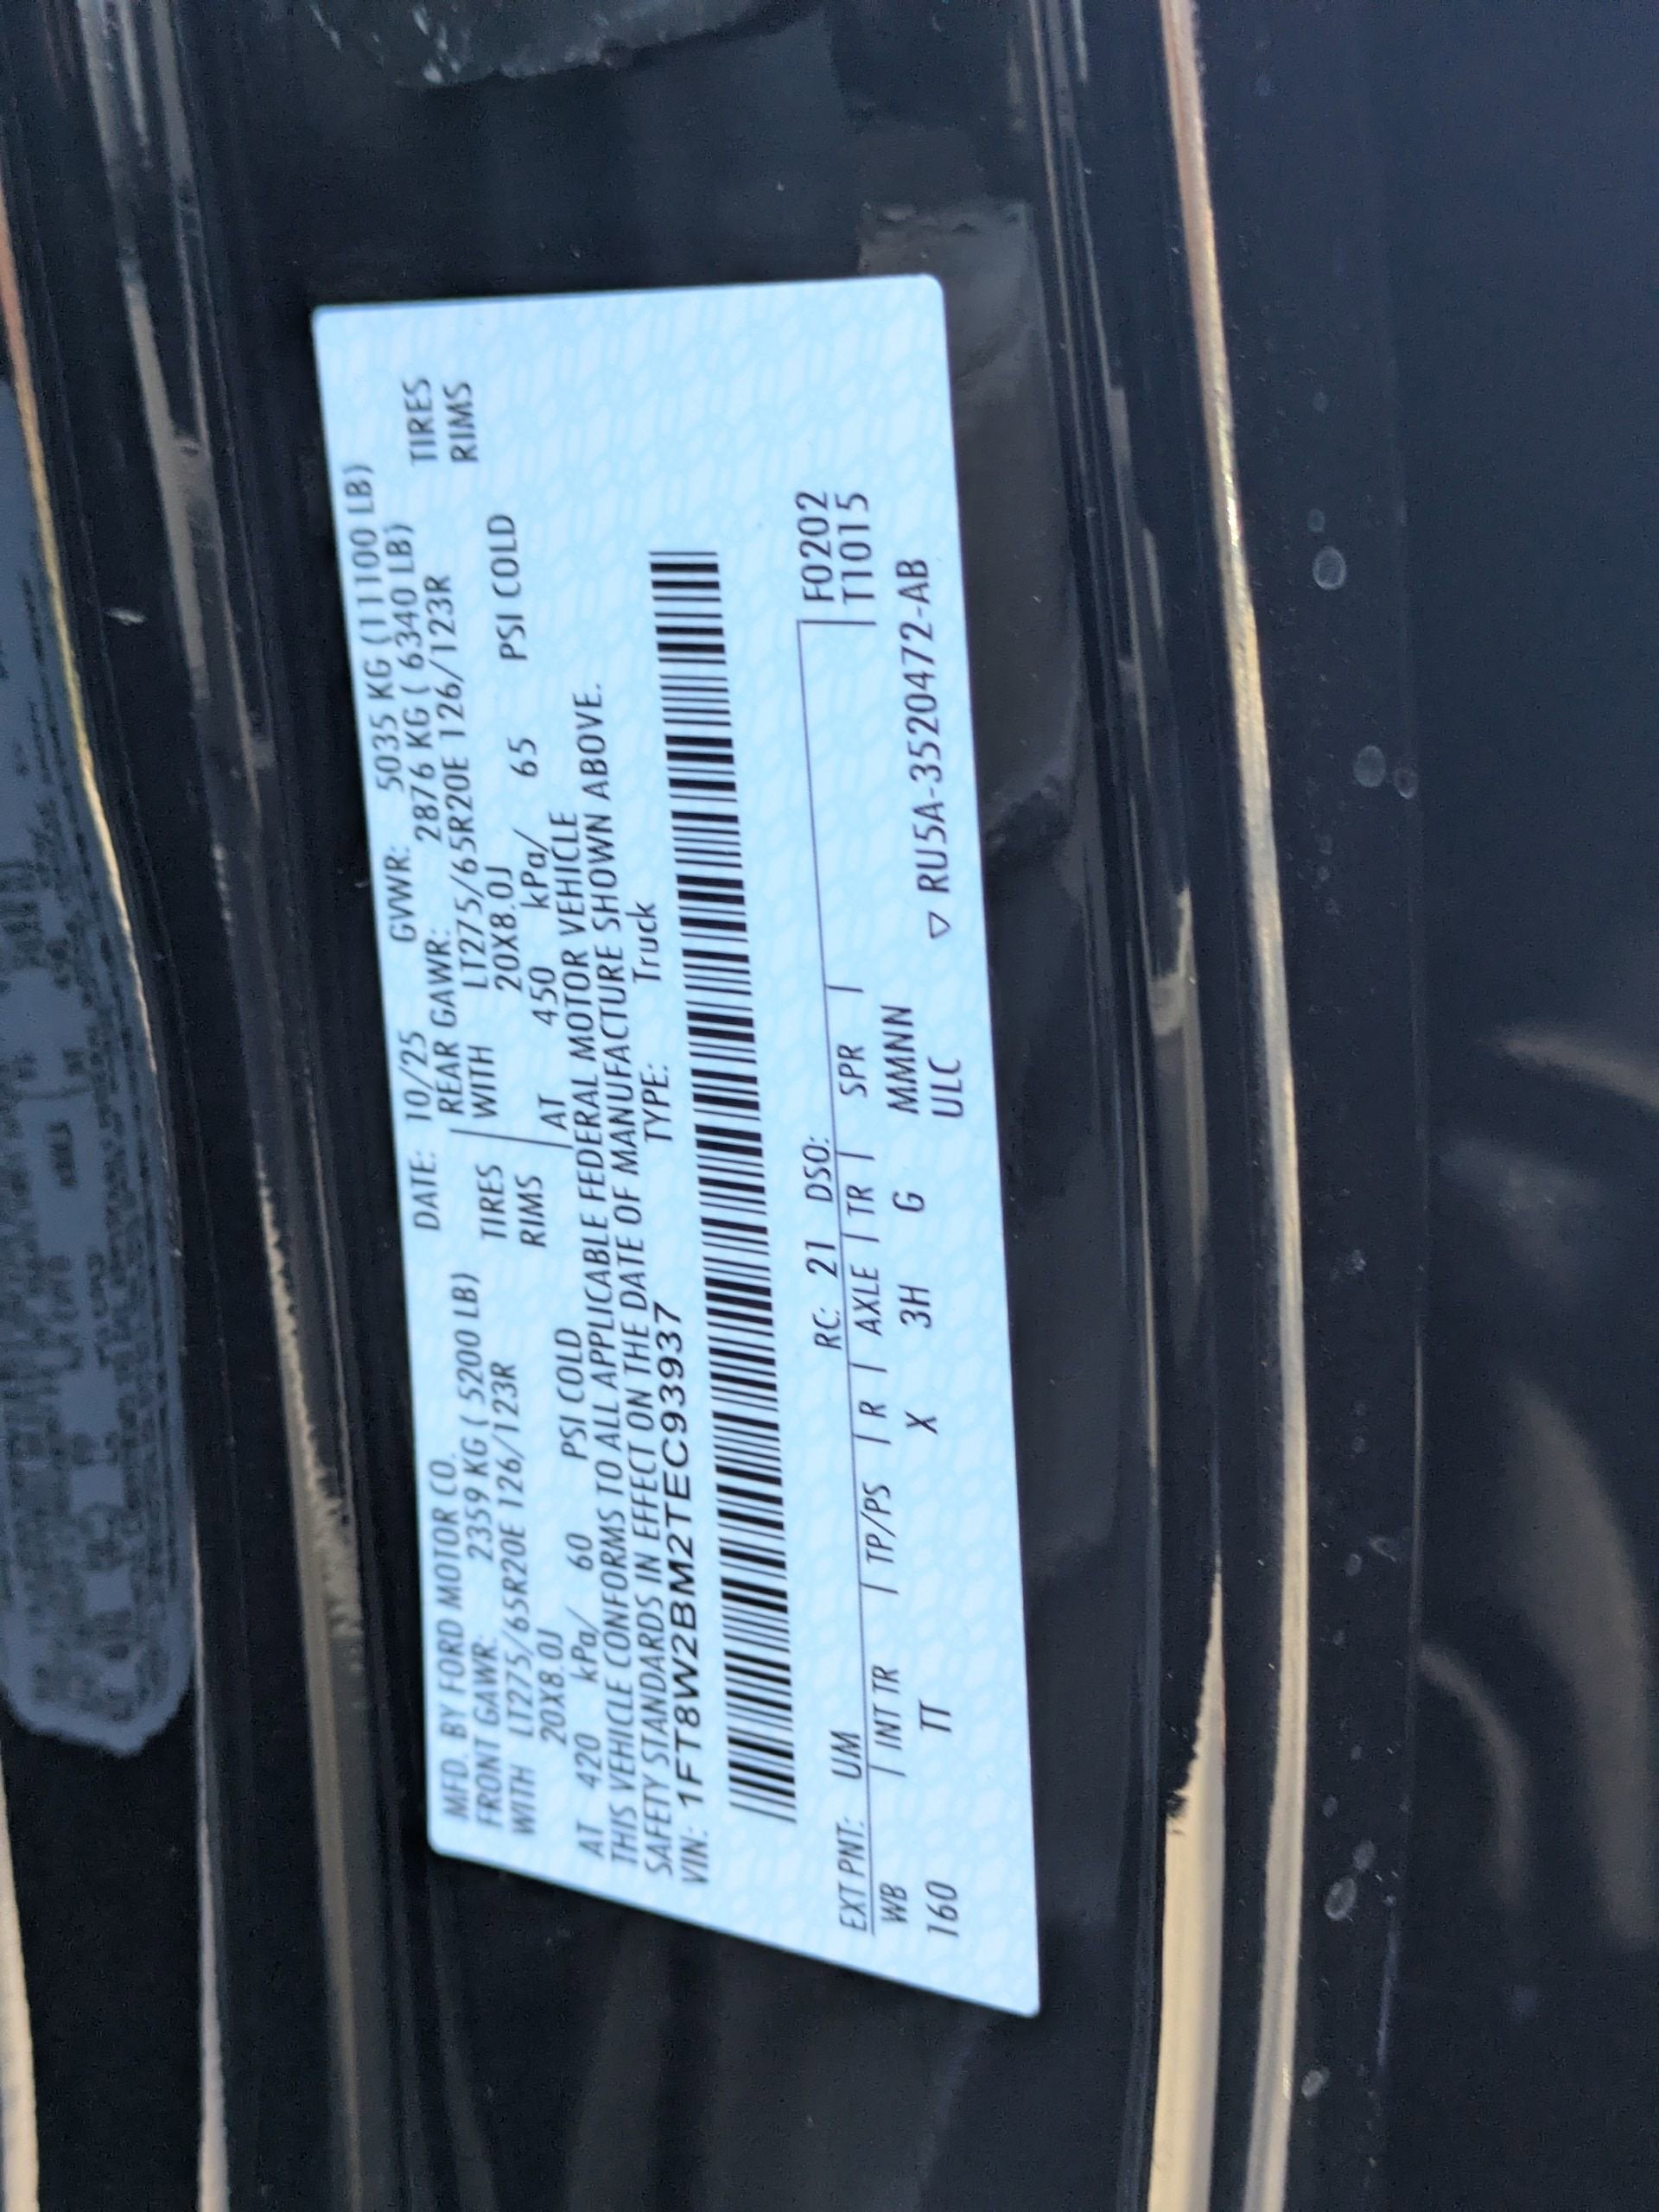 MFD. BY FORD MOTOR CO. DATE: 10/25 GVWR: 5035 KG (11100 LB)
FRONT GAWR: 2359 KG ( 5200 LB) REAR GAWR: 2876 KG ( 6340 LB)
WITH LT275/65R20E 126/123R TIRES WITH LT275/65R20E 126/123R TIRES
20X8.0J RIMS 20X8.0J RIMS
AT 420 kPa/ 60 PSI COLD AT 450 kPa/ 65 PSI COLD
THIS VEHICLE CONFORMS TO ALL APPLICABLE FEDERAL MOTOR VEHICLE
SAFETY STANDARDS IN EFFECT ON THE DATE OF MANUFACTURE SHOWN ABOVE.
VIN: 1FT8W2BM2TEC93937 TYPE: Truck
EXT PNT: UM RC: 21 DSO: F0202
WB | INT TR | TP/PS | R | AXLE | TR | SPR | T1015
160 TT X 3H G MMNN ▽ RU5A-3520472-AB
ULC